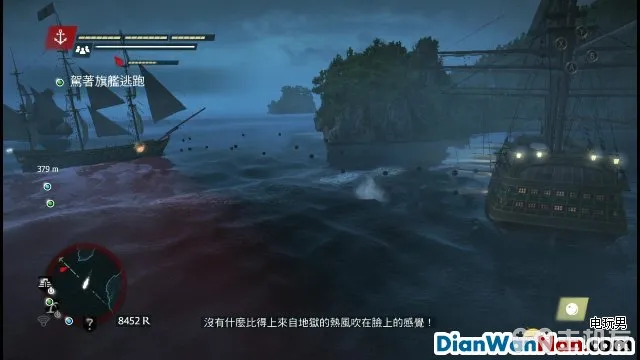 駕著旗艦逃跑
379 m
?
8452 R
沒有什麼比得上來自地獄的熱風吹在臉上的感覺！
电玩男
DianWanNan.com